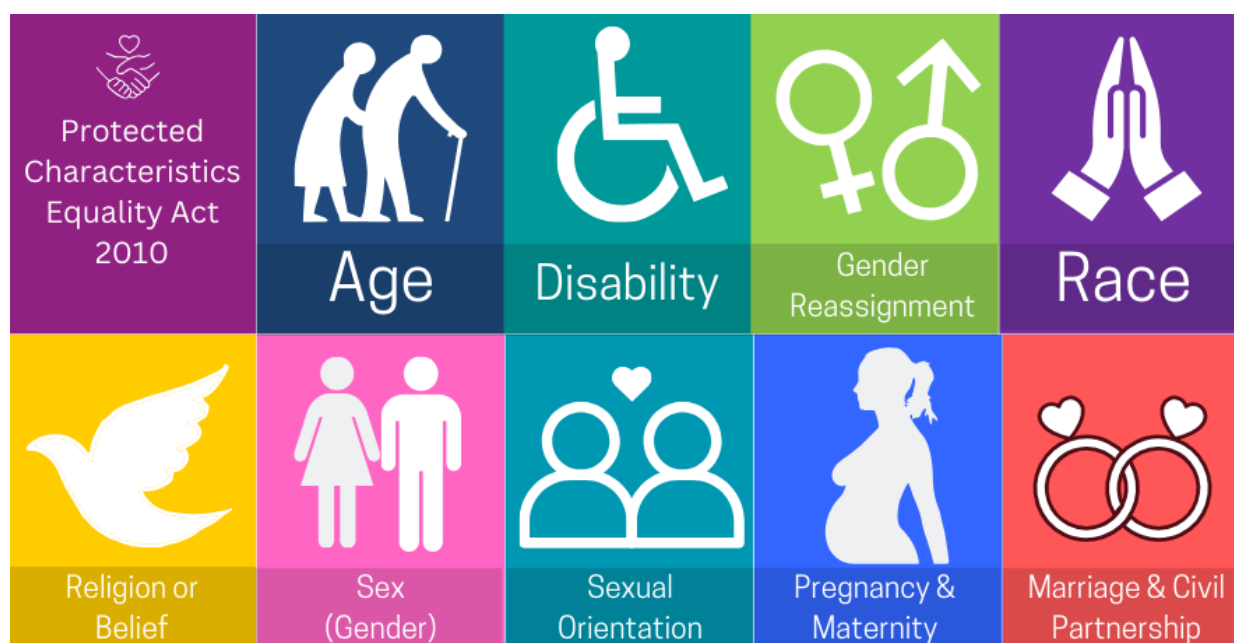 Protected
Characteristics
Equality Act
2010
Age
Disability
Gender
Reassignment
Race
Religion or
Belief
Sex
(Gender)
Sexual
Orientation
Pregnancy &
Maternity
Marriage & Civil
Partnership